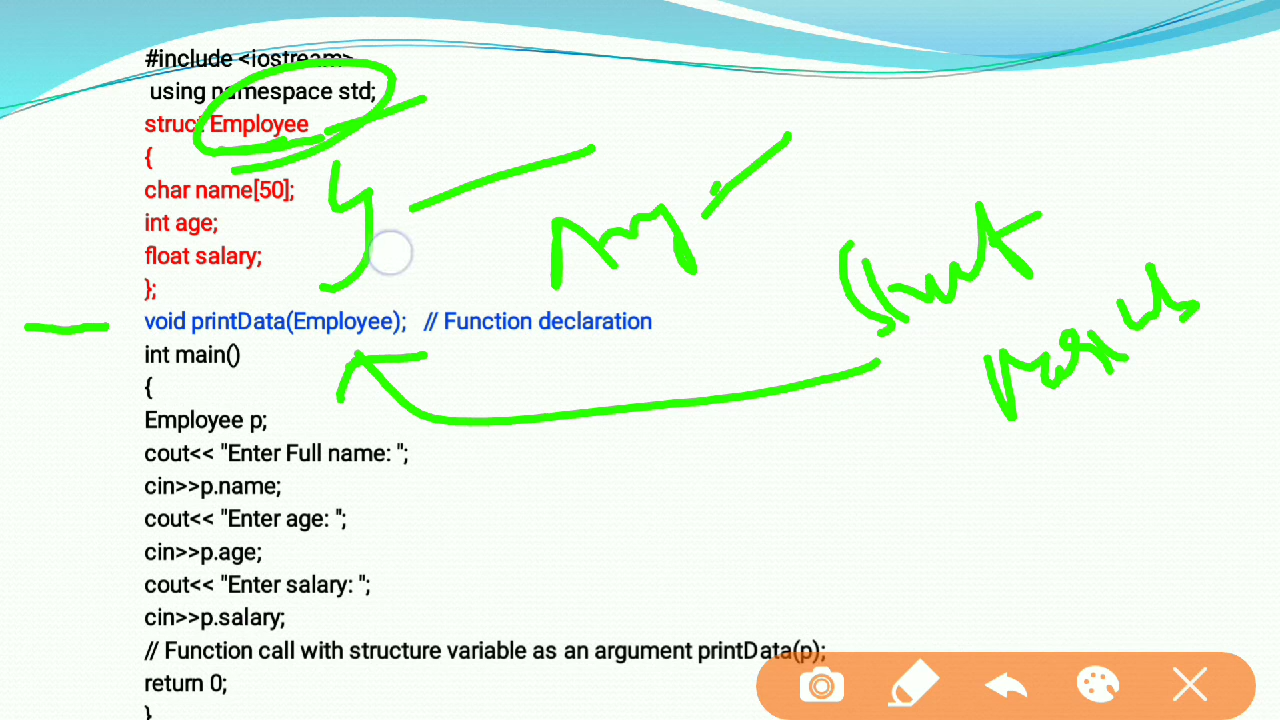 #include <iostream>
using namespace std;
struct Employee
{
char name[50];
int age;
float salary;
};
void printData(Employee); // Function declaration
int main()
{
Employee p;
cout<< "Enter Full name: ";
cin>>p.name;
cout<< "Enter age: ";
cin>>p.age;
cout<< "Enter salary: ";
cin>>p.salary;
// Function call with structure variable as an argument printData(p);
return 0;
}